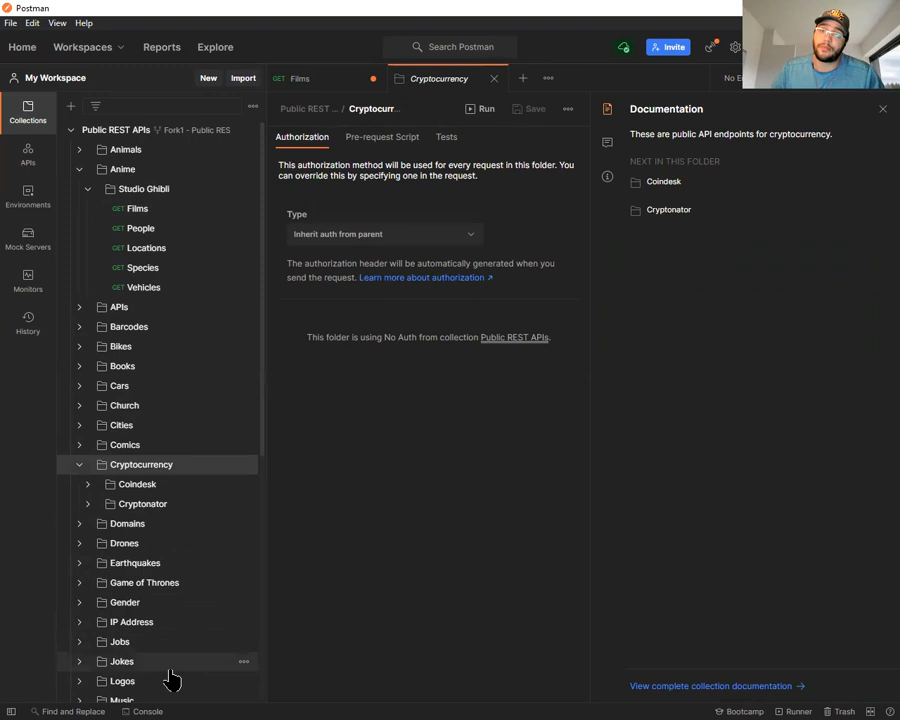 Postman
File Edit View Help
Home Workspaces Reports Explore Search Postman Invite
My Workspace New Import GET Films Cryptocurrency No E
Collections
APIs
Environments
Mock Servers
Monitors
History
Public REST APIs Fork1 - Public RES
Animals
Anime
Studio Ghibli
GET Films
GET People
GET Locations
GET Species
GET Vehicles
APIs
Barcodes
Bikes
Books
Cars
Church
Cities
Comics
Cryptocurrency
Coindesk
Cryptonator
Domains
Drones
Earthquakes
Game of Thrones
Gender
IP Address
Jobs
Jokes
Logos
Music
Public REST ... / Cryptocurr... Run Save
Authorization Pre-request Script Tests
This authorization method will be used for every request in this folder. You
can override this by specifying one in the request.
Type
Inherit auth from parent
The authorization header will be automatically generated when you
send the request. Learn more about authorization ↗
This folder is using No Auth from collection Public REST APIs.
Documentation
These are public API endpoints for cryptocurrency.
NEXT IN THIS FOLDER
Coindesk
Cryptonator
View complete collection documentation →
Find and Replace Console Bootcamp Runner Trash